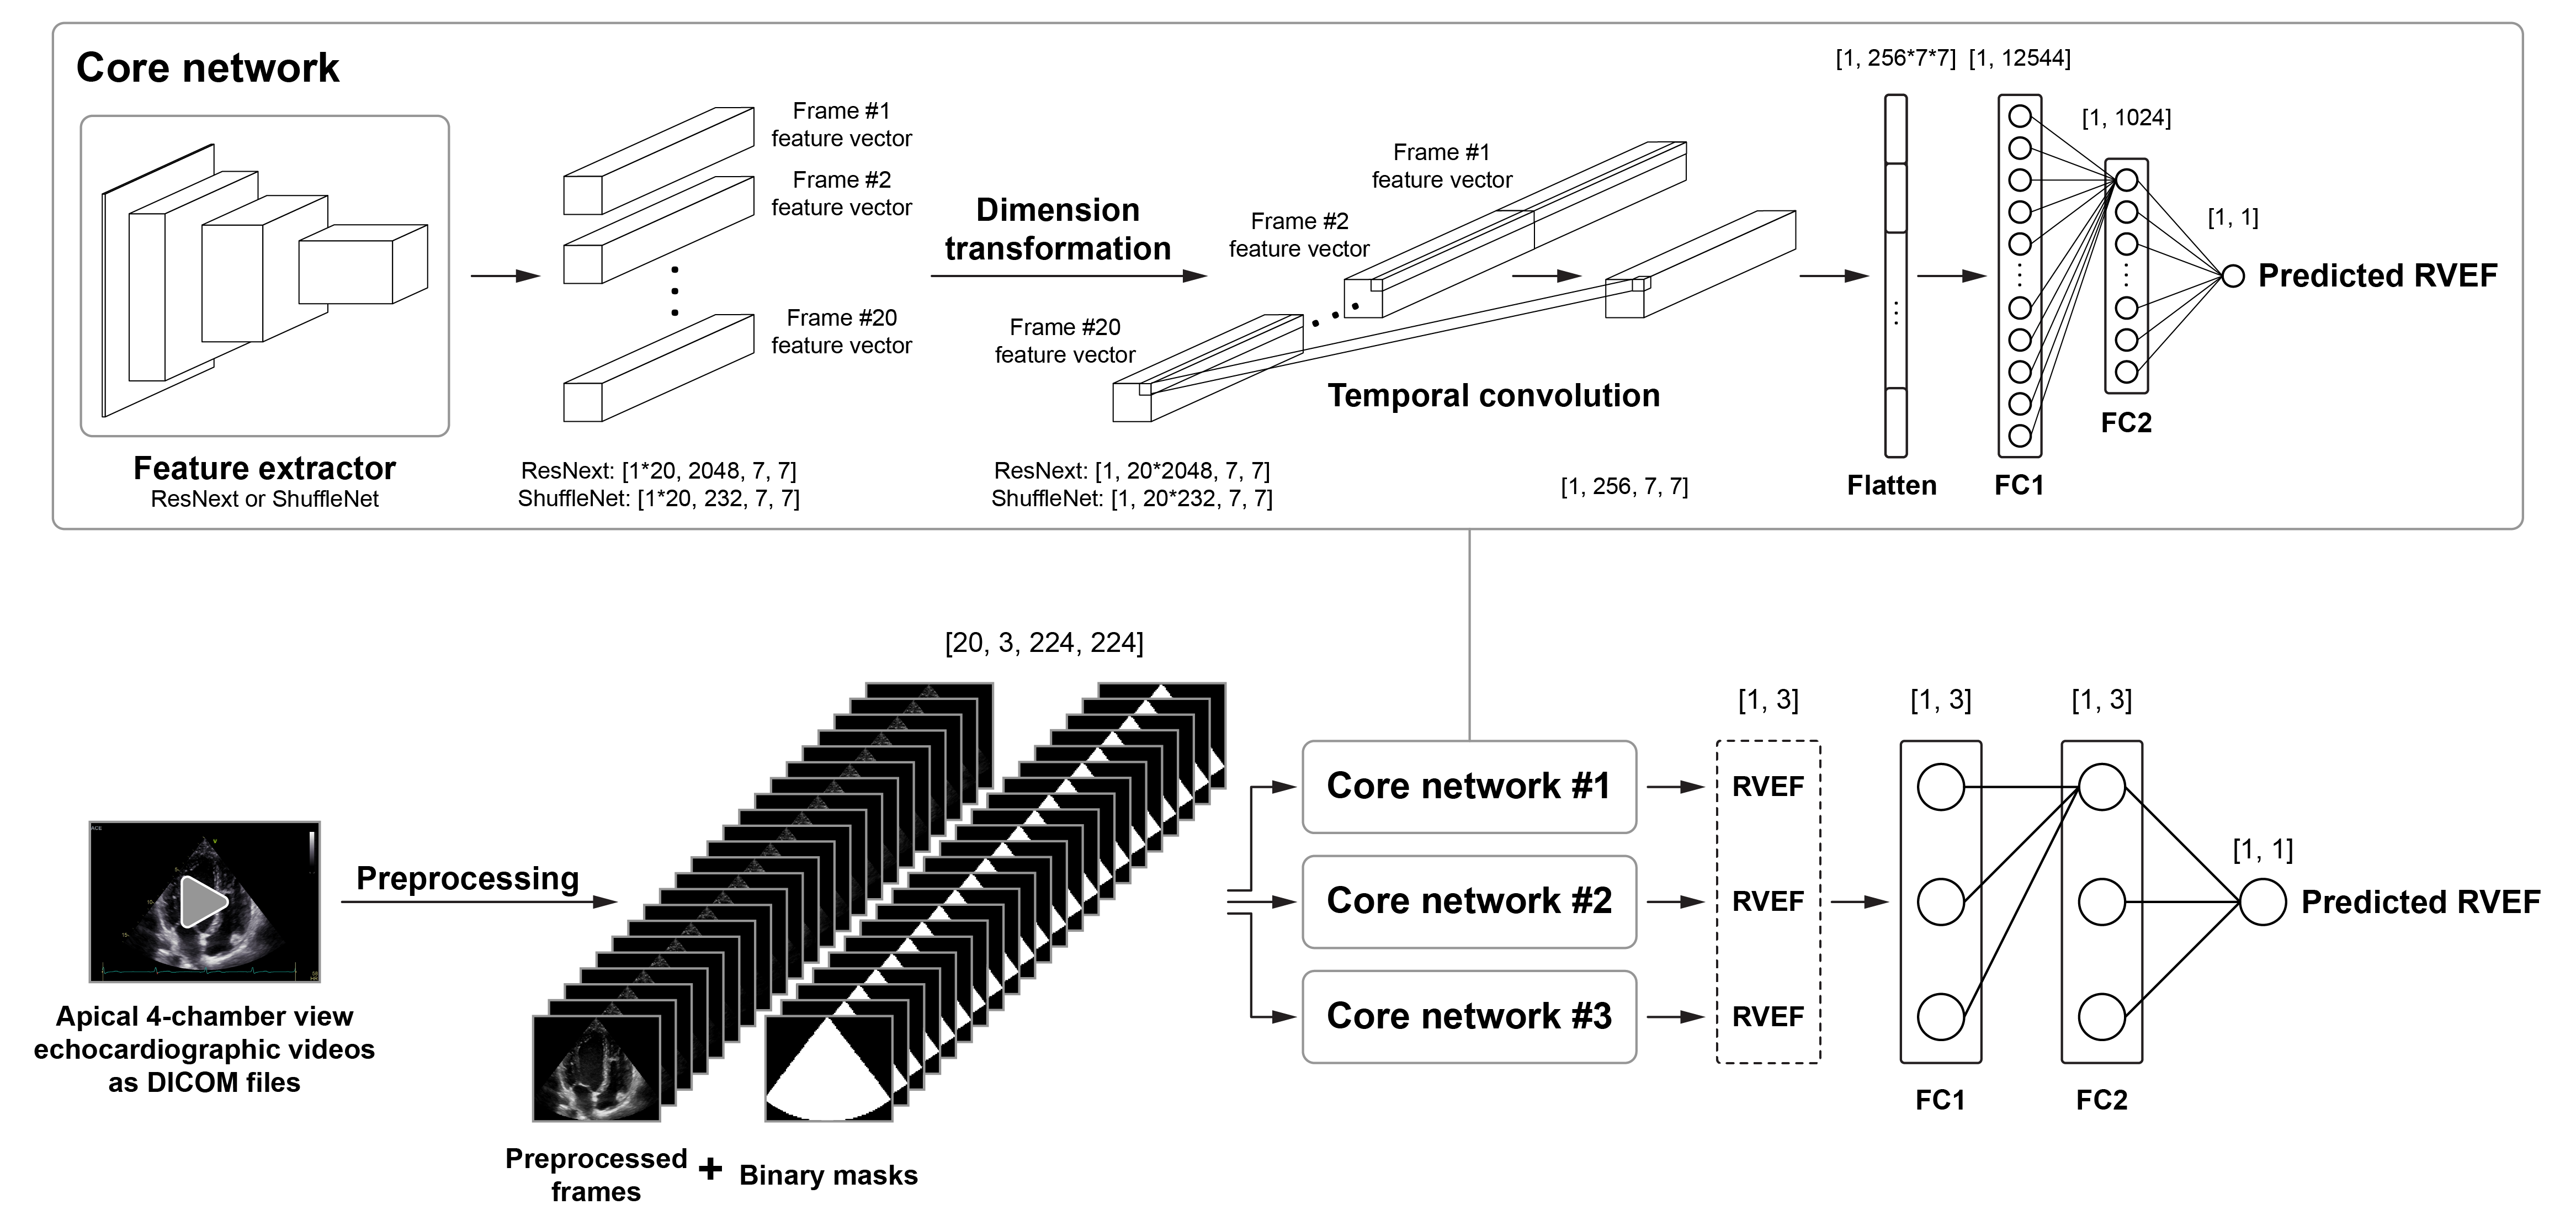 Core network
Feature extractor
ResNext or ShuffleNet
Frame #1
feature vector
Frame #2
feature vector
Frame #20
feature vector
ResNext: [1*20, 2048, 7, 7]
ShuffleNet: [1*20, 232, 7, 7]
Dimension
transformation
Frame #1
feature vector
Frame #2
feature vector
Frame #20
feature vector
ResNext: [1, 20*2048, 7, 7]
ShuffleNet: [1, 20*232, 7, 7]
Temporal convolution
[1, 256, 7, 7]
[1, 256*7*7]
Flatten
[1, 12544]
FC1
[1, 1024]
FC2
[1, 1]
Predicted RVEF
ACE
V
5-
10-
15-
Apical 4-chamber view
echocardiographic videos
as DICOM files
Preprocessing
[20, 3, 224, 224]
Preprocessed
frames
+
Binary masks
Core network #1
Core network #2
Core network #3
[1, 3]
RVEF
RVEF
RVEF
[1, 3]
FC1
[1, 3]
FC2
[1, 1]
Predicted RVEF